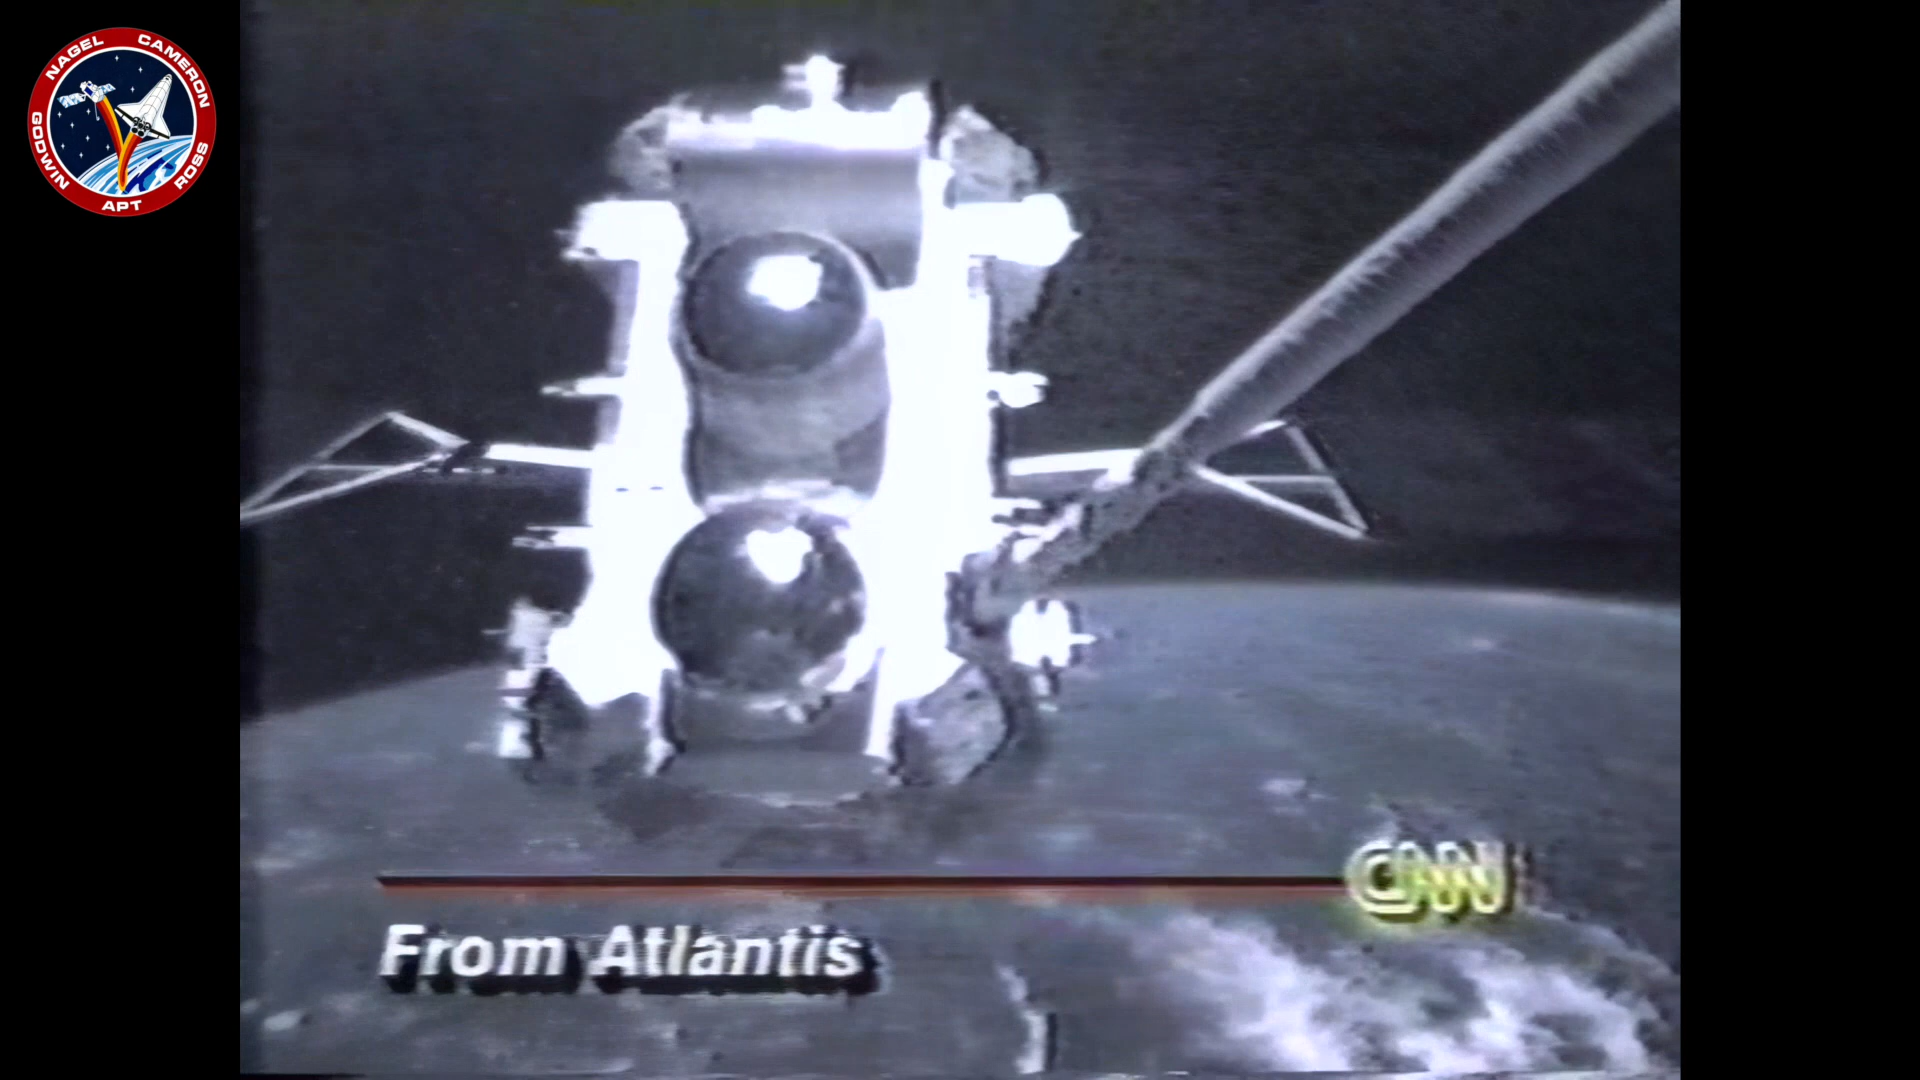 NAGEL
CAMERON
GODWIN
ROSS
APT
CNN
From Atlantis